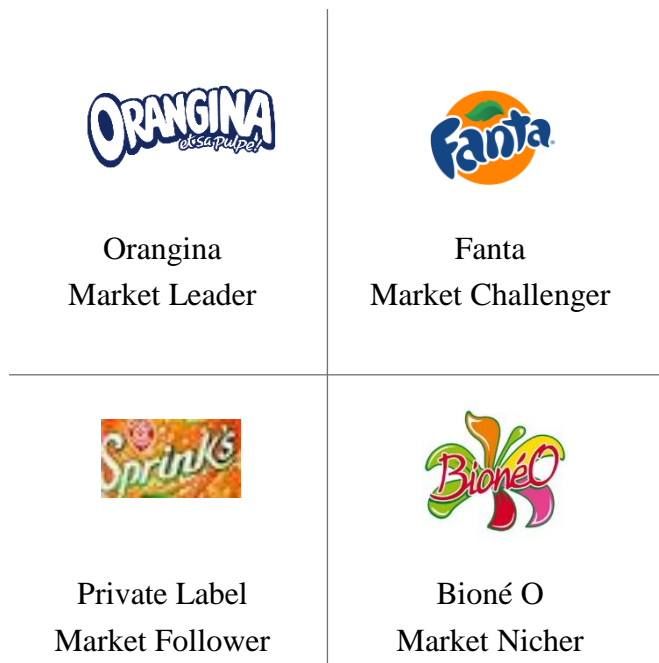 ORANGINA
et sa pulpe!
Fanta
Orangina
Market Leader
Fanta
Market Challenger
Sprink's
BionéO
Private Label
Market Follower
Bioné O
Market Nicher